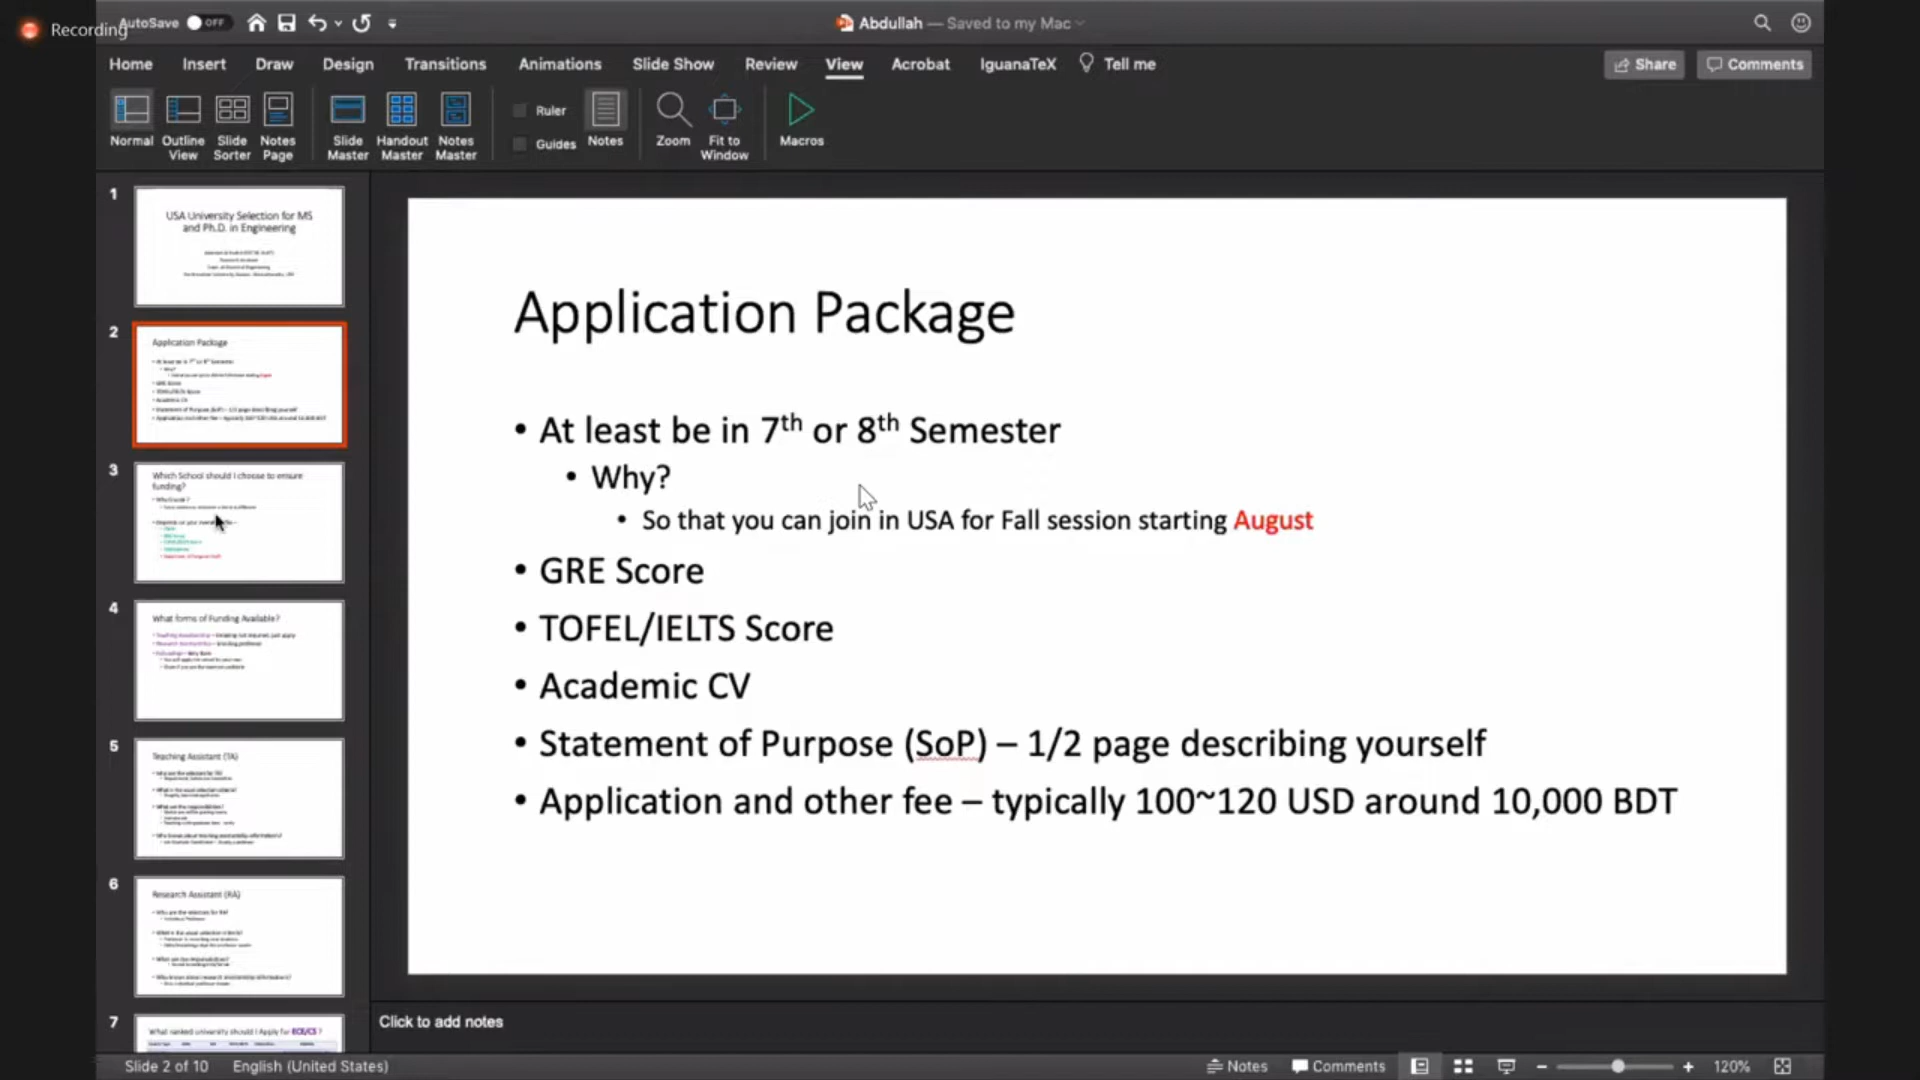 Recording
AutoSave OFF
Abdullah — Saved to my Mac
Home Insert Draw Design Transitions Animations Slide Show Review View Acrobat IguanaTeX Tell me
Share Comments
Normal Outline View Slide Sorter Notes Page Slide Master Handout Master Notes Master Ruler Guides Notes Zoom Fit to Window Macros
1
USA University Selection for MS
and Ph.D. in Engineering
2
Application Package
3
Which School should I choose to ensure
funding?
4
What forms of Funding Available?
5
Teaching Assistant (TA)
6
Research Assistant (RA)
7
What ranked university should I Apply for ECE/CS ?
Application Package
• At least be in 7th or 8th Semester
• Why?
• So that you can join in USA for Fall session starting August
• GRE Score
• TOFEL/IELTS Score
• Academic CV
• Statement of Purpose (SoP) – 1/2 page describing yourself
• Application and other fee – typically 100~120 USD around 10,000 BDT
Click to add notes
Slide 2 of 10 English (United States) Notes Comments 120%